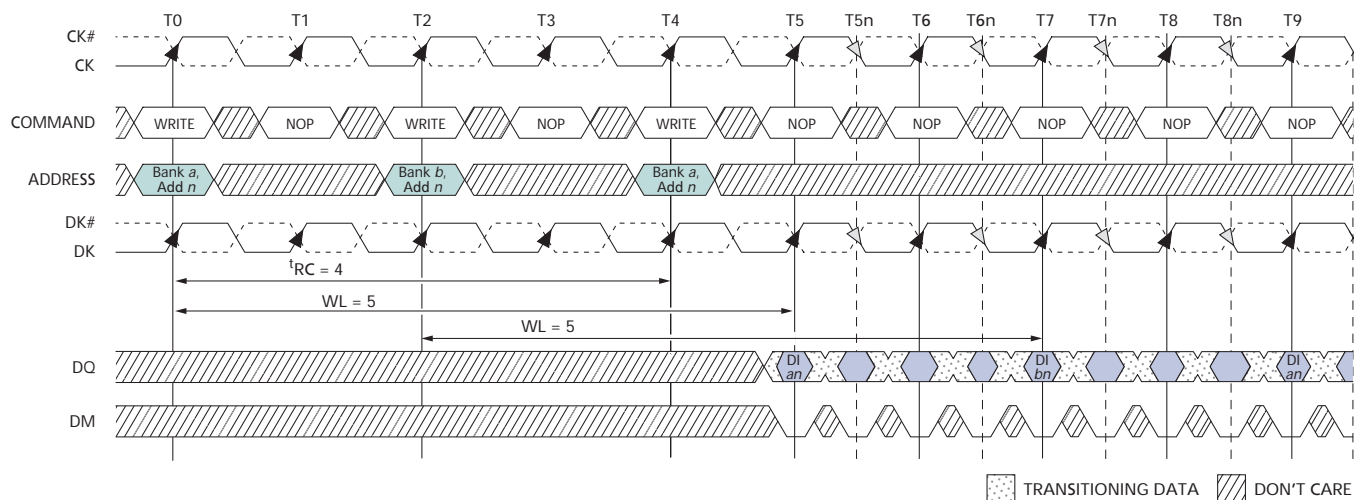 T0 T1 T2 T3 T4 T5 T5n T6 T6n T7 T7n T8 T8n T9
CK#
CK
COMMAND WRITE NOP WRITE NOP WRITE NOP NOP NOP NOP NOP
ADDRESS Bank a, Add n Bank b, Add n Bank a, Add n
DK#
DK
tRC = 4
WL = 5
WL = 5
DQ DI an DI bn DI an
DM
TRANSITIONING DATA DON'T CARE